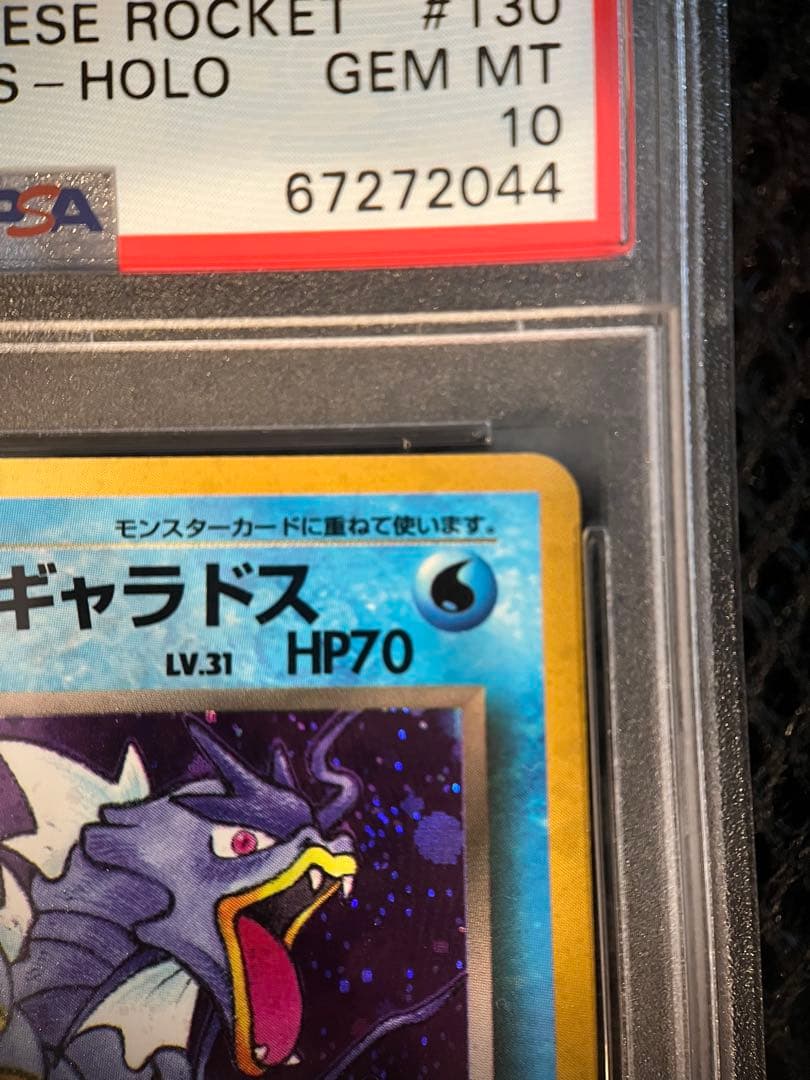 ESE ROCKET #130
S-HOLO GEM MT
10
PSA
67272044
モンスターカードに重ねて使います。
ギャラドス
LV.31 HP70